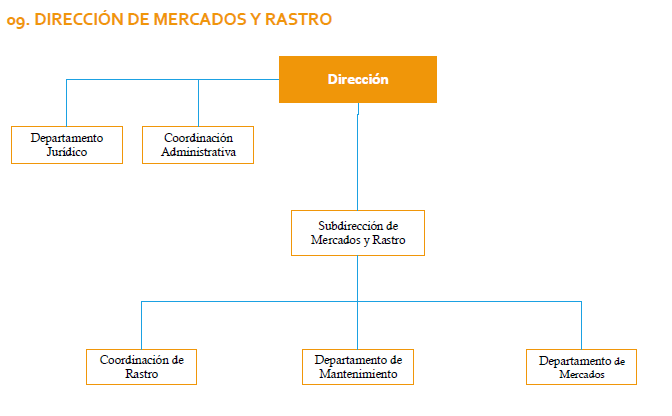 09. DIRECCIÓN DE MERCADOS Y RASTRO
Dirección
Departamento
Jurídico
Coordinación
Administrativa
Subdirección de
Mercados y Rastro
Coordinación de
Rastro
Departamento de
Mantenimiento
Departamento de
Mercados